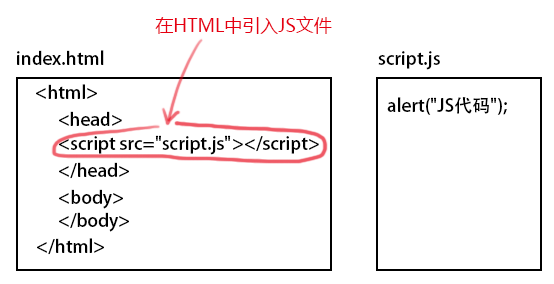 在HTML中引入JS文件
index.html
<html>
<head>
<script src="script.js"></script>
</head>
<body>
</body>
</html>
script.js
alert("JS代码");